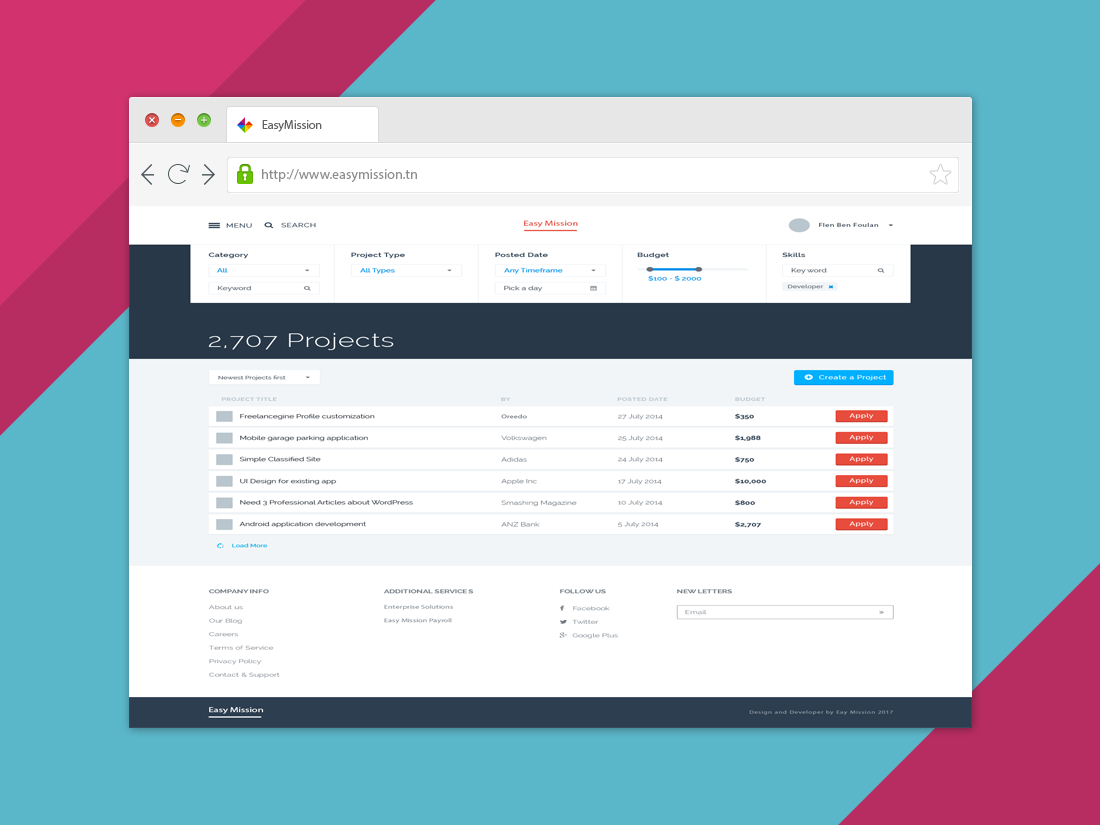 EasyMission
http://www.easymission.tn
MENU SEARCH Easy Mission Flen Ben Foulan
Category Project Type Posted Date Budget Skills
All All Types Any Timeframe $100 - $ 2000 Key word
Keyword Pick a day Developer
2,707 Projects
Newest Projects first Create a Project
PROJECT TITLE BY POSTED DATE BUDGET
Freelancegine Profile customization Oreedo 27 July 2014 $350 Apply
Mobile garage parking application Volkswagen 25 July 2014 $1,988 Apply
Simple Classified Site Adidas 24 July 2014 $750 Apply
UI Design for existing app Apple Inc 17 July 2014 $10,000 Apply
Need 3 Professional Articles about WordPress Smashing Magazine 10 July 2014 $800 Apply
Android application development ANZ Bank 5 July 2014 $2,707 Apply
Load More
COMPANY INFO ADDITIONAL SERVICE S FOLLOW US NEW LETTERS
About us Enterprise Solutions Facebook Email
Our Blog Easy Mission Payroll Twitter
Careers Google Plus
Terms of Service
Privacy Policy
Contact & Support
Easy Mission Design and Developer by Eay Mission 2017